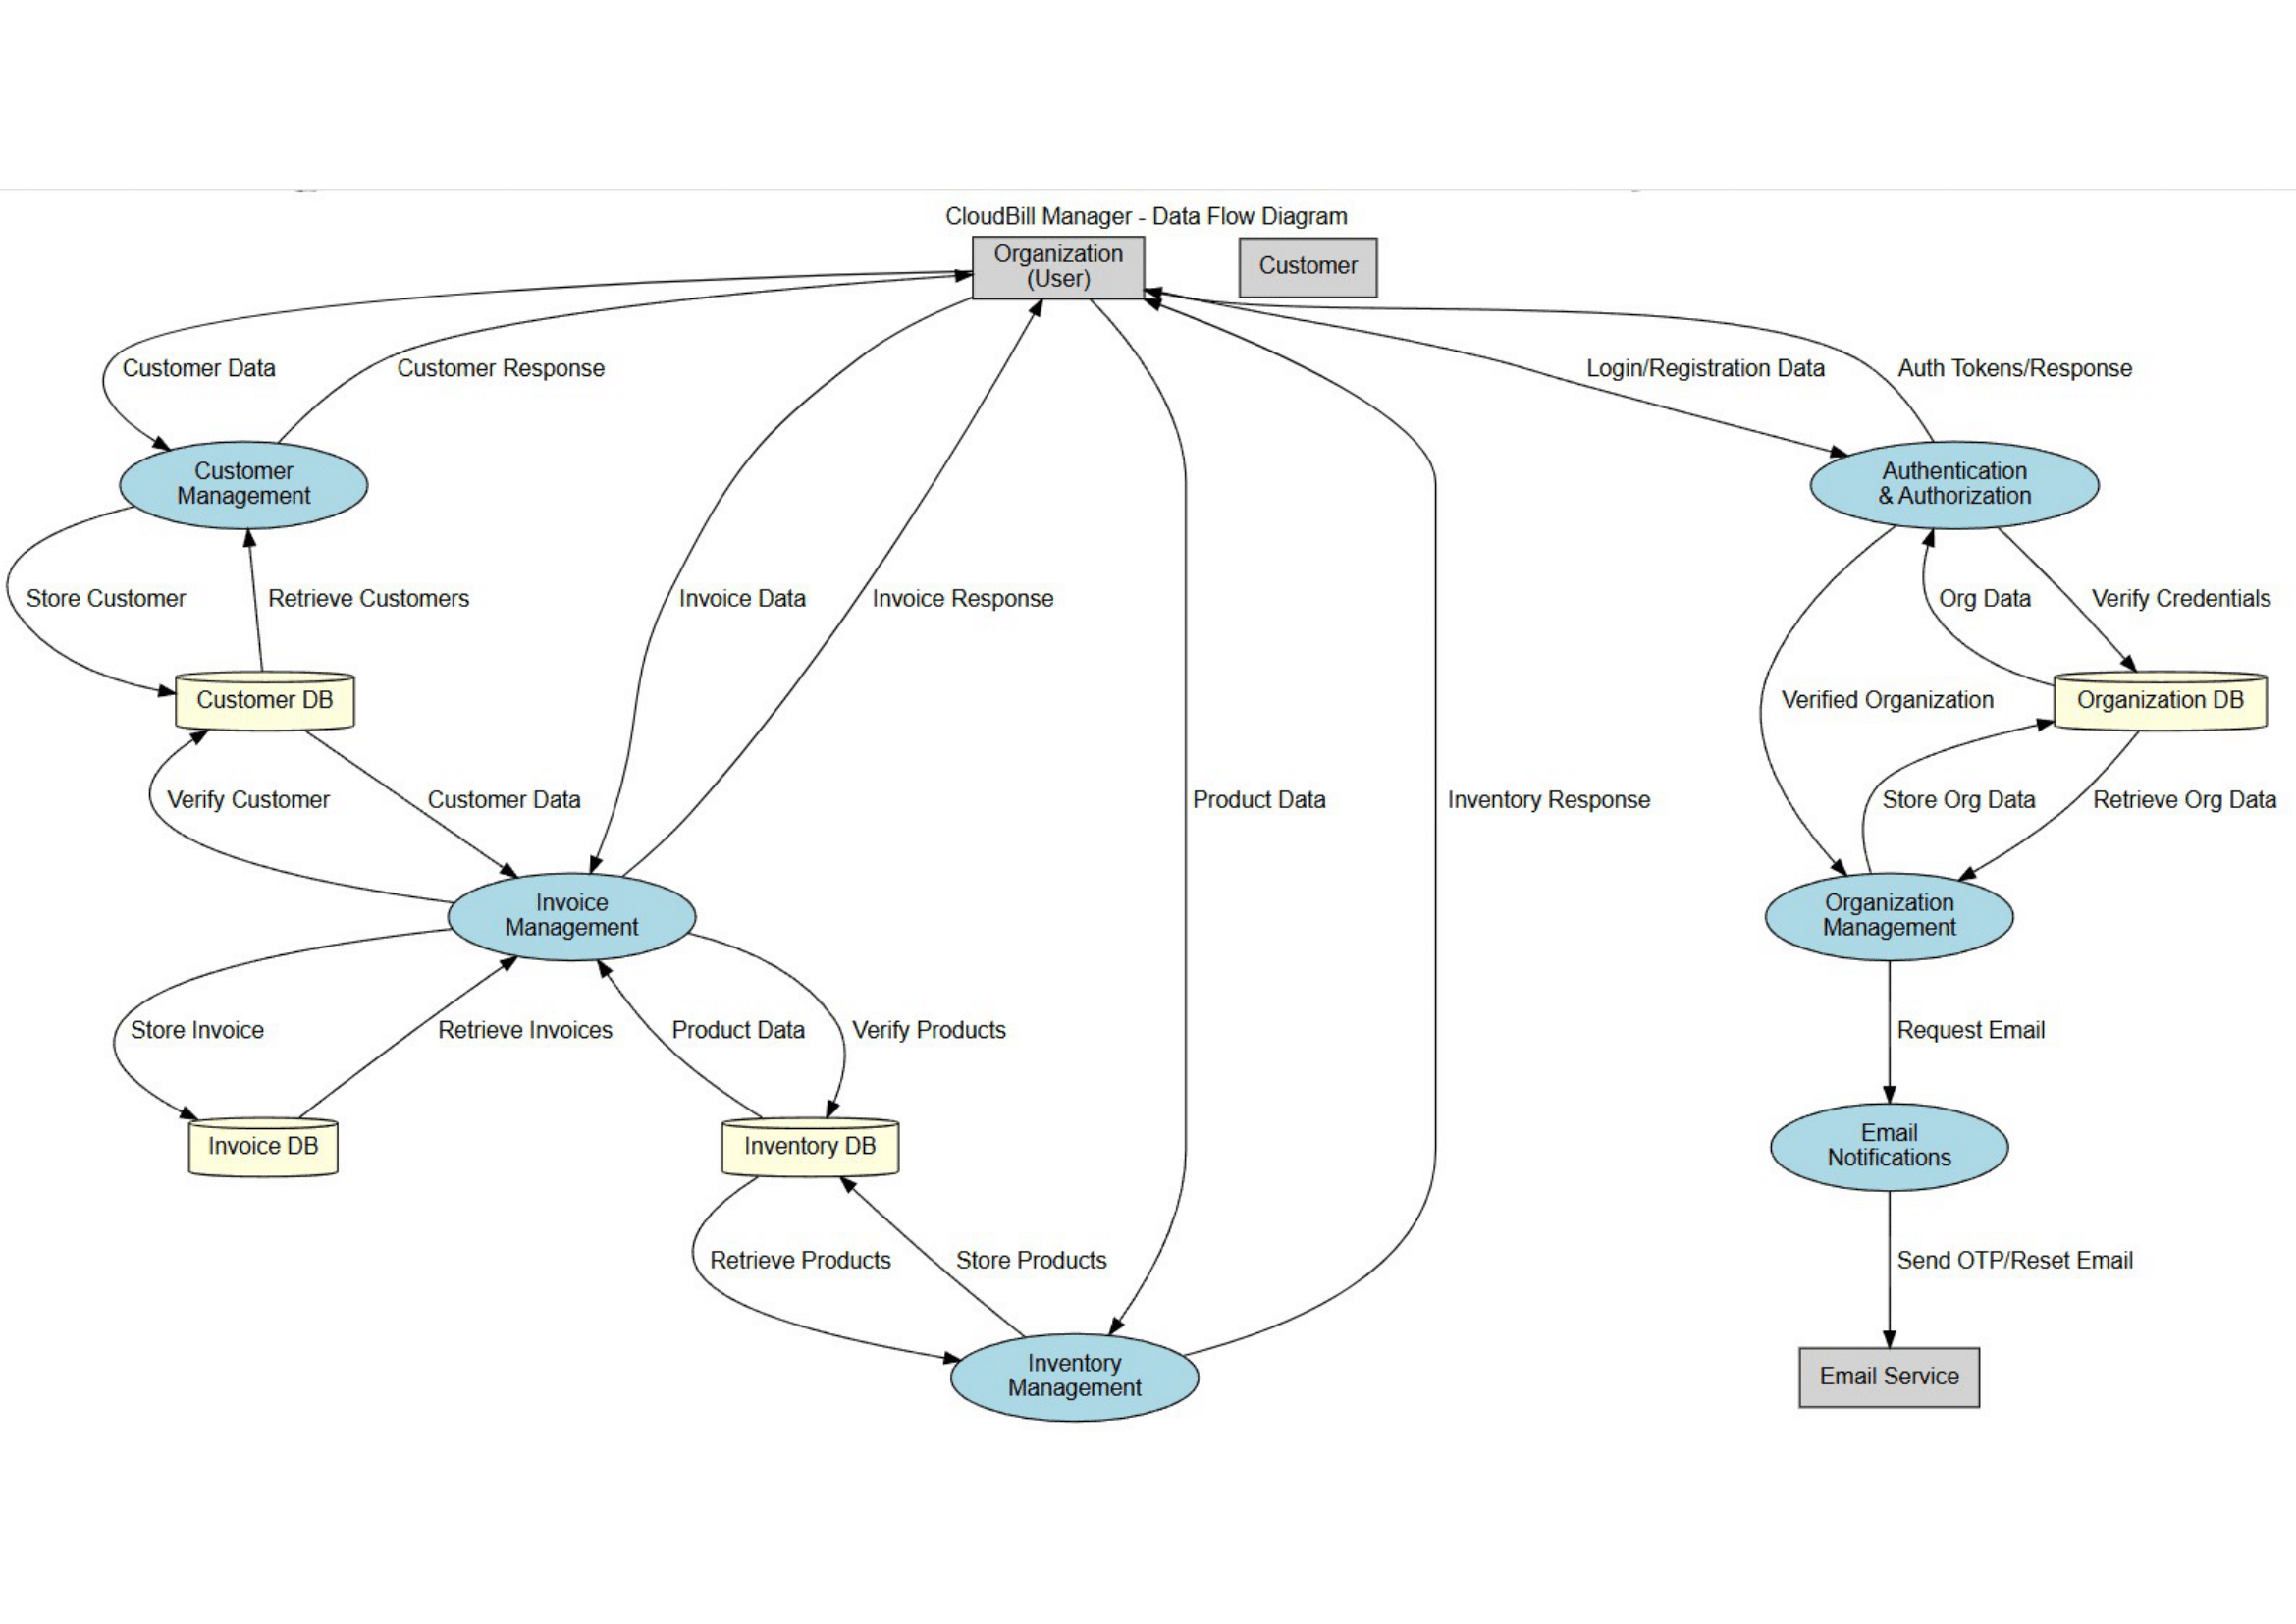 CloudBill Manager - Data Flow Diagram
Organization
(User)
Customer
Customer Data
Customer Response
Login/Registration Data
Auth Tokens/Response
Customer
Management
Authentication
& Authorization
Store Customer
Retrieve Customers
Invoice Data
Invoice Response
Org Data
Verify Credentials
Customer DB
Verified Organization
Organization DB
Verify Customer
Customer Data
Product Data
Inventory Response
Store Org Data
Retrieve Org Data
Invoice
Management
Organization
Management
Store Invoice
Retrieve Invoices
Product Data
Verify Products
Request Email
Invoice DB
Inventory DB
Email
Notifications
Retrieve Products
Store Products
Send OTP/Reset Email
Inventory
Management
Email Service